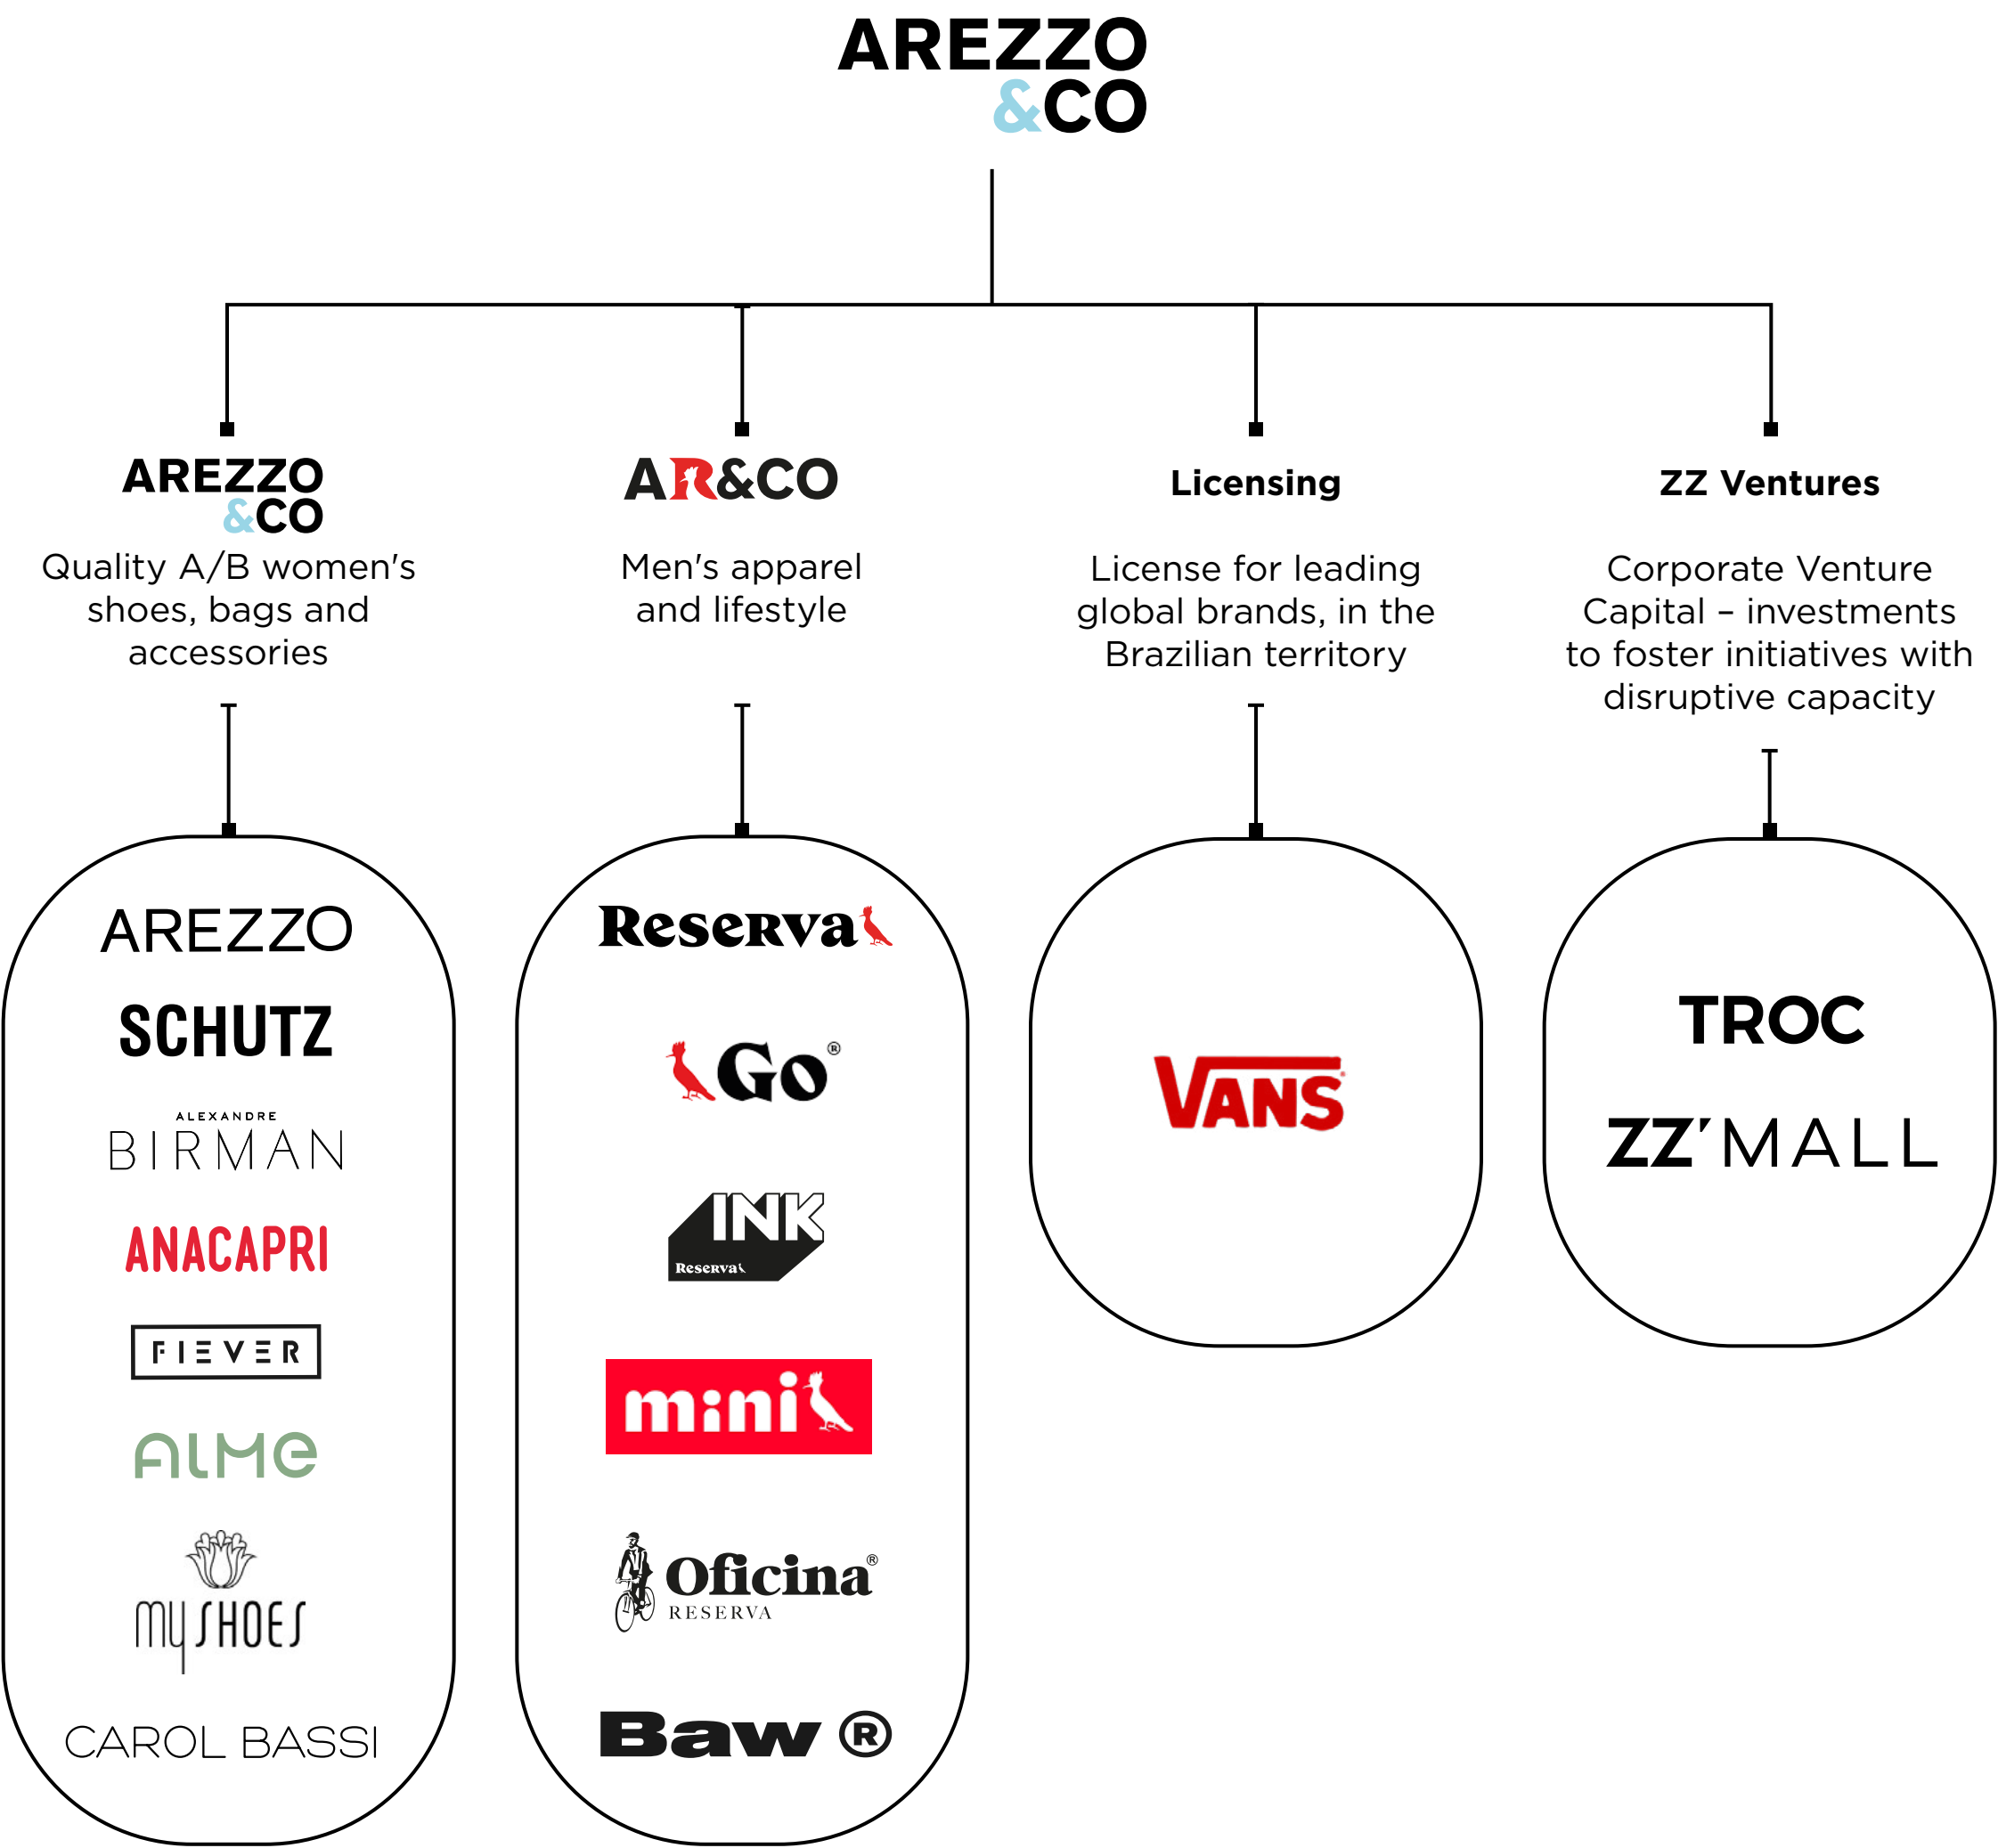 AREZZO
&CO
AREZZO
&CO
Quality A/B women's
shoes, bags and
accessories
AR&CO
Men's apparel
and lifestyle
Licensing
License for leading
global brands, in the
Brazilian territory
ZZ Ventures
Corporate Venture
Capital – investments
to foster initiatives with
disruptive capacity
AREZZO
SCHUTZ
ALEXANDRE
BIRMAN
ANACAPRI
FIEVER
ALME
my SHOES
CAROL BASSI
Reserva
Go®
INK
Reserva
mini
Oficina®
RESERVA
Baw®
VANS®
TROC
ZZ'MALL